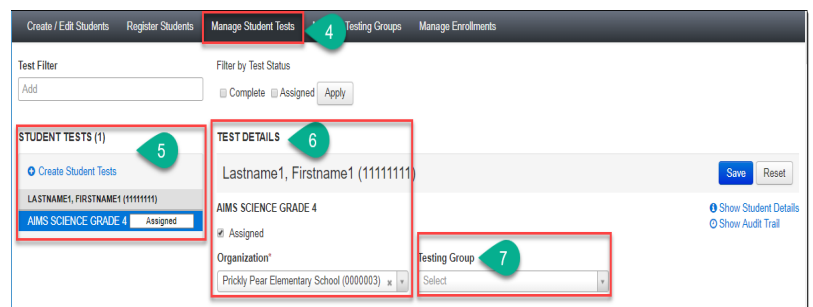 Create / Edit Students Register Students Manage Student Tests 4 Testing Groups Manage Enrollments
Test Filter Filter by Test Status
Add Complete Assigned Apply
STUDENT TESTS (1) 5 TEST DETAILS 6
Create Student Tests Lastname1, Firstname1 (11111111) Save Reset
LASTNAME1, FIRSTNAME1 (11111111)
AIMS SCIENCE GRADE 4 Assigned
AIMS SCIENCE GRADE 4 Show Student Details
Assigned Show Audit Trail
Organization* Testing Group 7
Prickly Pear Elementary School (0000003) x Select